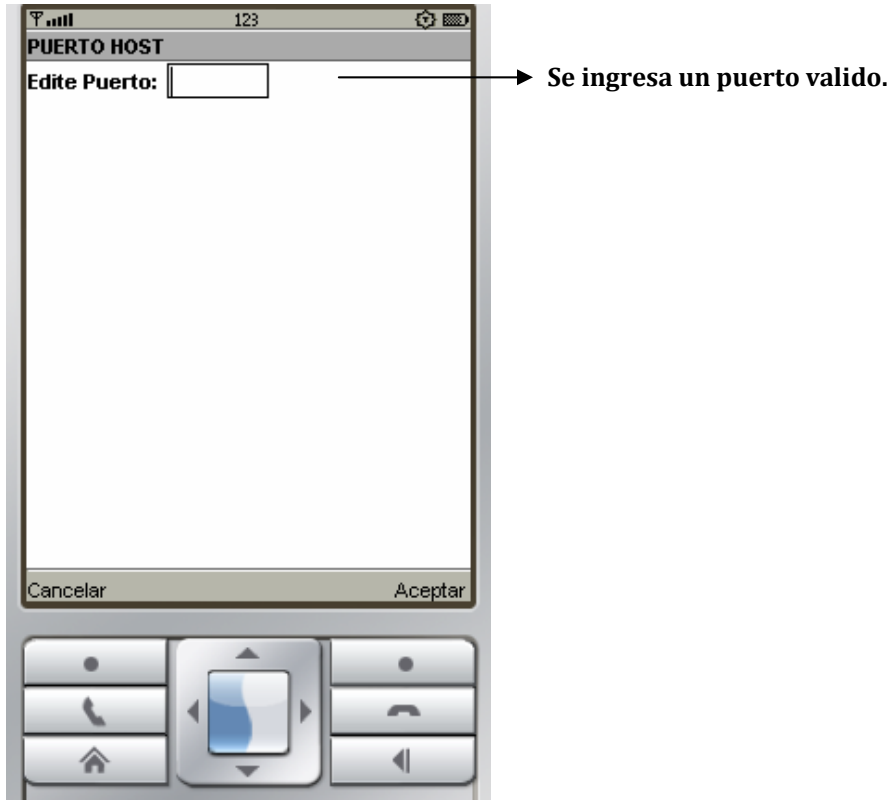 123
PUERTO HOST
Edite Puerto:
Se ingresa un puerto valido.
Cancelar Aceptar